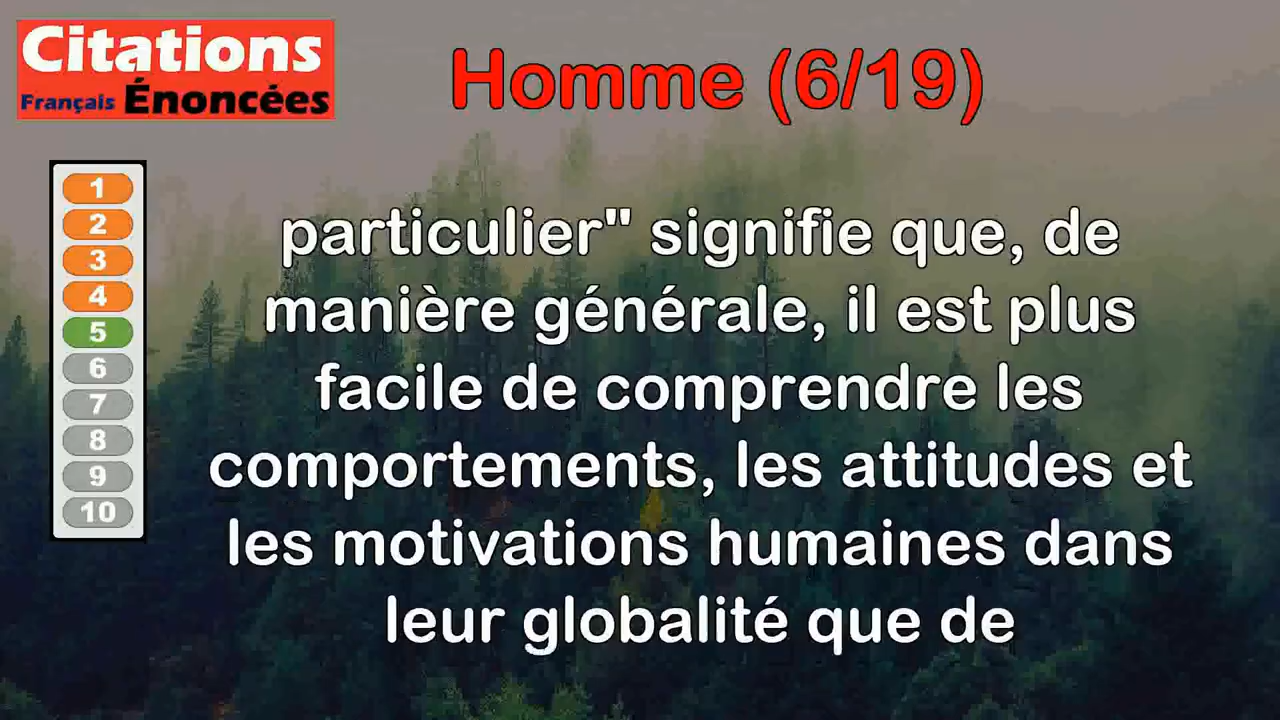 Citations
Français Énoncées
Homme (6/19)
1
2
3
4
5
6
7
8
9
10
particulier" signifie que, de
manière générale, il est plus
facile de comprendre les
comportements, les attitudes et
les motivations humaines dans
leur globalité que de